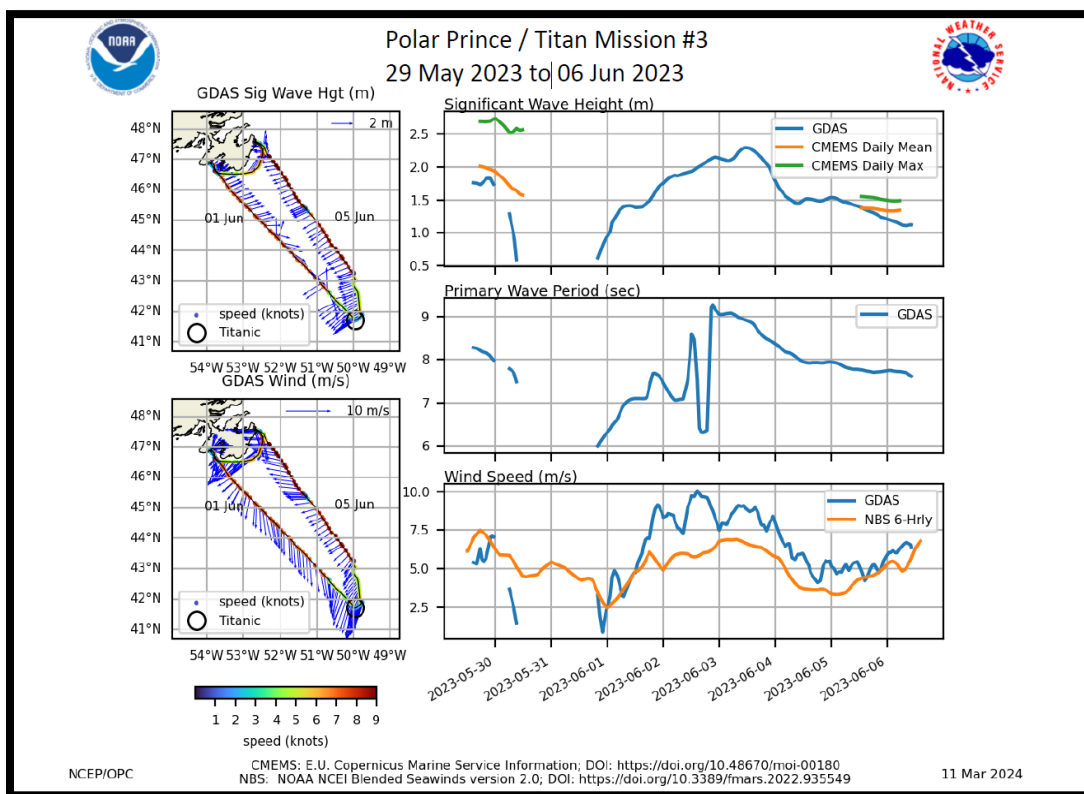 NOAA
Polar Prince / Titan Mission #3
29 May 2023 to 06 Jun 2023
NATIONAL WEATHER SERVICE
GDAS Sig Wave Hgt (m)
2 m
48°N
47°N
46°N
45°N
44°N
43°N
42°N
41°N
01 Jun
05 Jun
speed (knots)
Titanic
54°W 53°W 52°W 51°W 50°W 49°W
GDAS Wind (m/s)
10 m/s
48°N
47°N
46°N
45°N
44°N
43°N
42°N
41°N
01 Jun
05 Jun
speed (knots)
Titanic
54°W 53°W 52°W 51°W 50°W 49°W
1 2 3 4 5 6 7 8 9
speed (knots)
Significant Wave Height (m)
2.5
2.0
1.5
1.0
0.5
GDAS
CMEMS Daily Mean
CMEMS Daily Max
Primary Wave Period (sec)
9
8
7
6
GDAS
Wind Speed (m/s)
10.0
7.5
5.0
2.5
GDAS
NBS 6-Hrly
2023-05-30
2023-05-31
2023-06-01
2023-06-02
2023-06-03
2023-06-04
2023-06-05
2023-06-06
NCEP/OPC
CMEMS: E.U. Copernicus Marine Service Information; DOI: https://doi.org/10.48670/moi-00180
NBS: NOAA NCEI Blended Seawinds version 2.0; DOI: https://doi.org/10.3389/fmars.2022.935549
11 Mar 2024